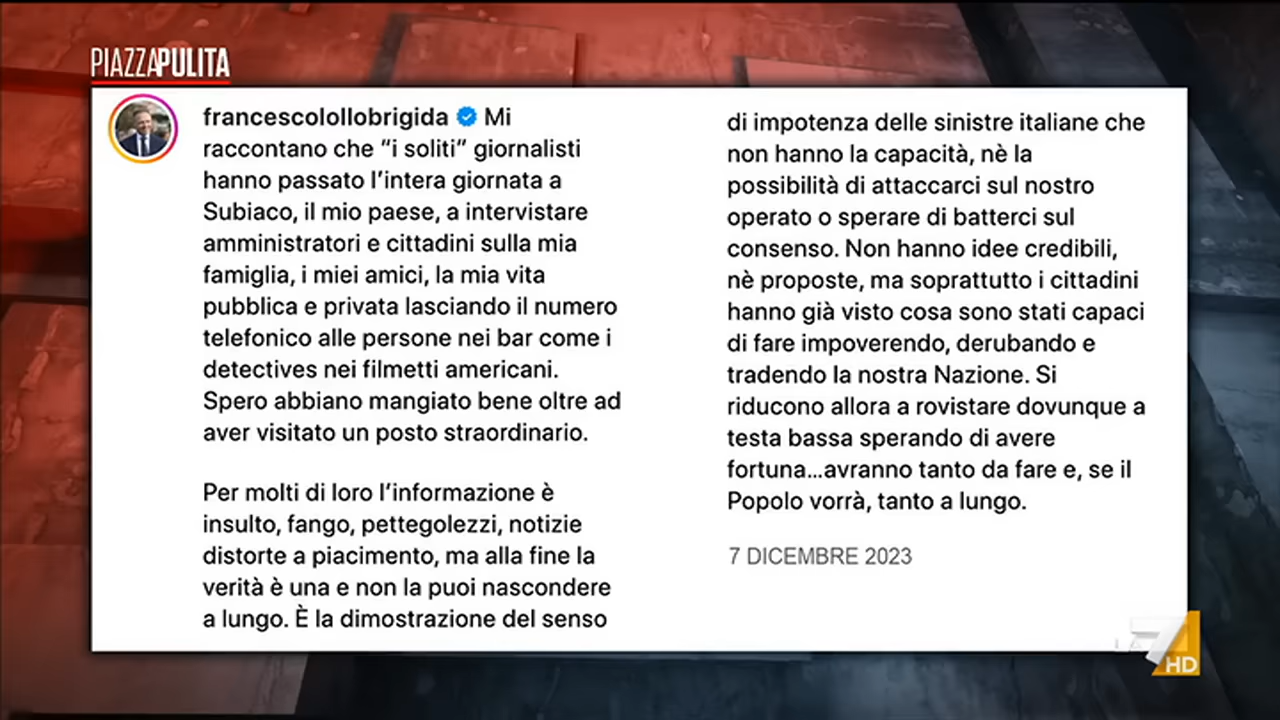 PIAZZAPULITA
francescolollobrigida Mi
raccontano che “i soliti” giornalisti
hanno passato l’intera giornata a
Subiaco, il mio paese, a intervistare
amministratori e cittadini sulla mia
famiglia, i miei amici, la mia vita
pubblica e privata lasciando il numero
telefonico alle persone nei bar come i
detectives nei filmetti americani.
Spero abbiano mangiato bene oltre ad
aver visitato un posto straordinario.
Per molti di loro l’informazione è
insulto, fango, pettegolezzi, notizie
distorte a piacimento, ma alla fine la
verità è una e non la puoi nascondere
a lungo. È la dimostrazione del senso
di impotenza delle sinistre italiane che
non hanno la capacità, nè la
possibilità di attaccarci sul nostro
operato o sperare di batterci sul
consenso. Non hanno idee credibili,
nè proposte, ma soprattutto i cittadini
hanno già visto cosa sono stati capaci
di fare impoverendo, derubando e
tradendo la nostra Nazione. Si
riducono allora a rovistare dovunque a
testa bassa sperando di avere
fortuna...avranno tanto da fare e, se il
Popolo vorrà, tanto a lungo.
7 DICEMBRE 2023
LA7
HD